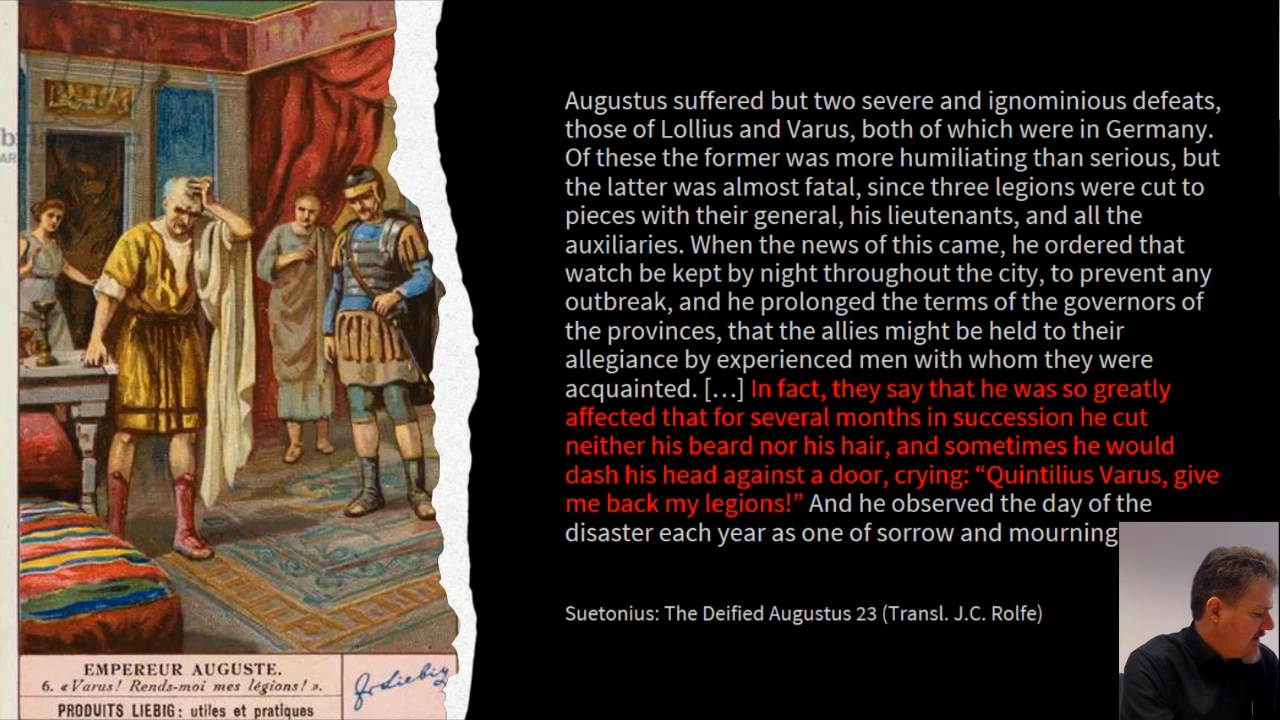 Augustus suffered but two severe and ignominious defeats,
those of Lollius and Varus, both of which were in Germany.
Of these the former was more humiliating than serious, but
the latter was almost fatal, since three legions were cut to
pieces with their general, his lieutenants, and all the
auxiliaries. When the news of this came, he ordered that
watch be kept by night throughout the city, to prevent any
outbreak, and he prolonged the terms of the governors of
the provinces, that the allies might be held to their
allegiance by experienced men with whom they were
acquainted. […] In fact, they say that he was so greatly
affected that for several months in succession he cut
neither his beard nor his hair, and sometimes he would
dash his head against a door, crying: “Quintilius Varus, give
me back my legions!” And he observed the day of the
disaster each year as one of sorrow and mourning
Suetonius: The Deified Augustus 23 (Transl. J.C. Rolfe)
EMPEREUR AUGUSTE.
6. «Varus! Rends-moi mes légions!».
J. v. Liebig
PRODUITS LIEBIG: utiles et pratiques